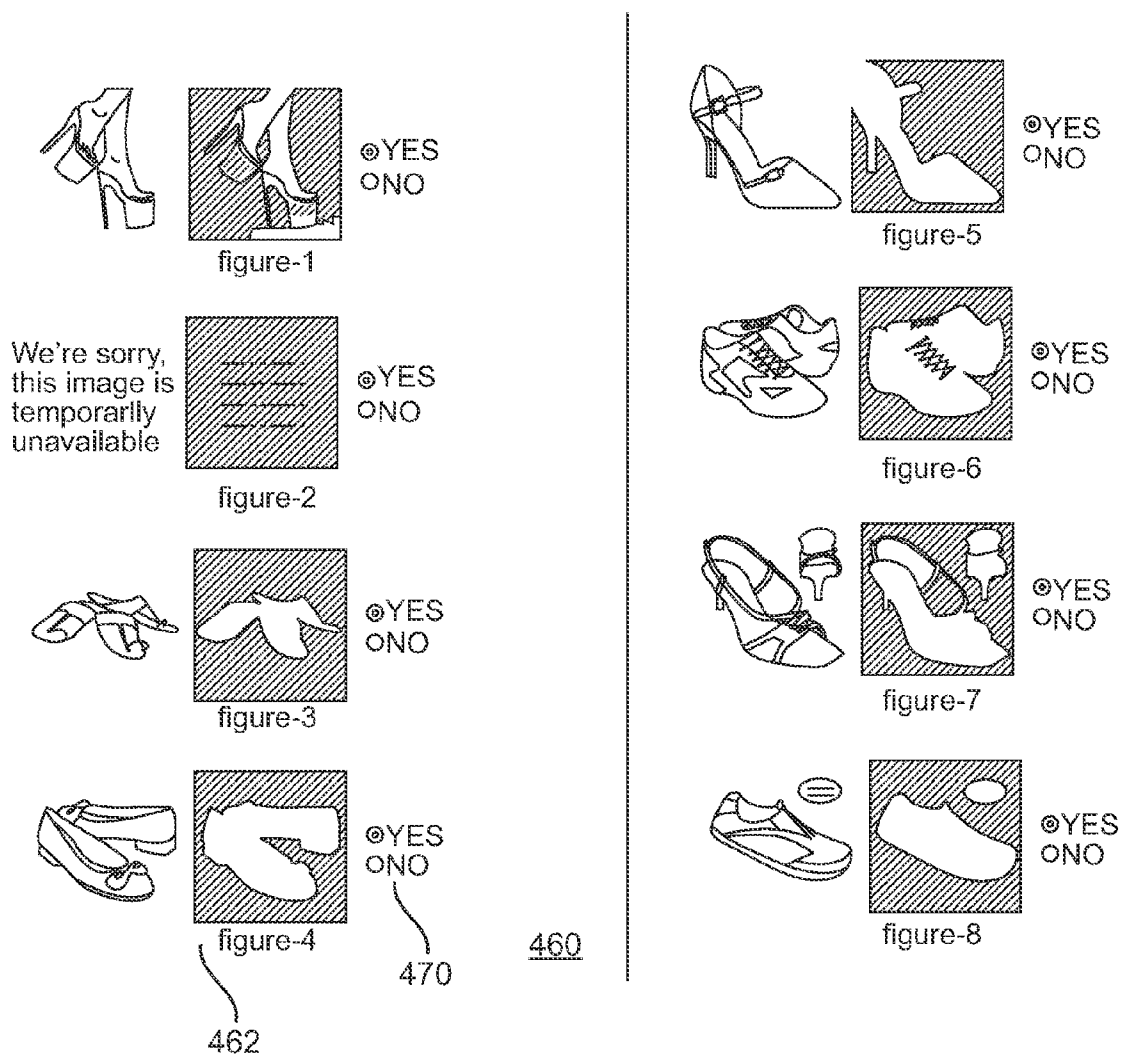 YES
NO
figure-1
We're sorry,
this image is
temporarlly
unavailable
YES
NO
figure-2
YES
NO
figure-3
YES
NO
figure-4
470
462
460
YES
NO
figure-5
YES
NO
figure-6
YES
NO
figure-7
YES
NO
figure-8